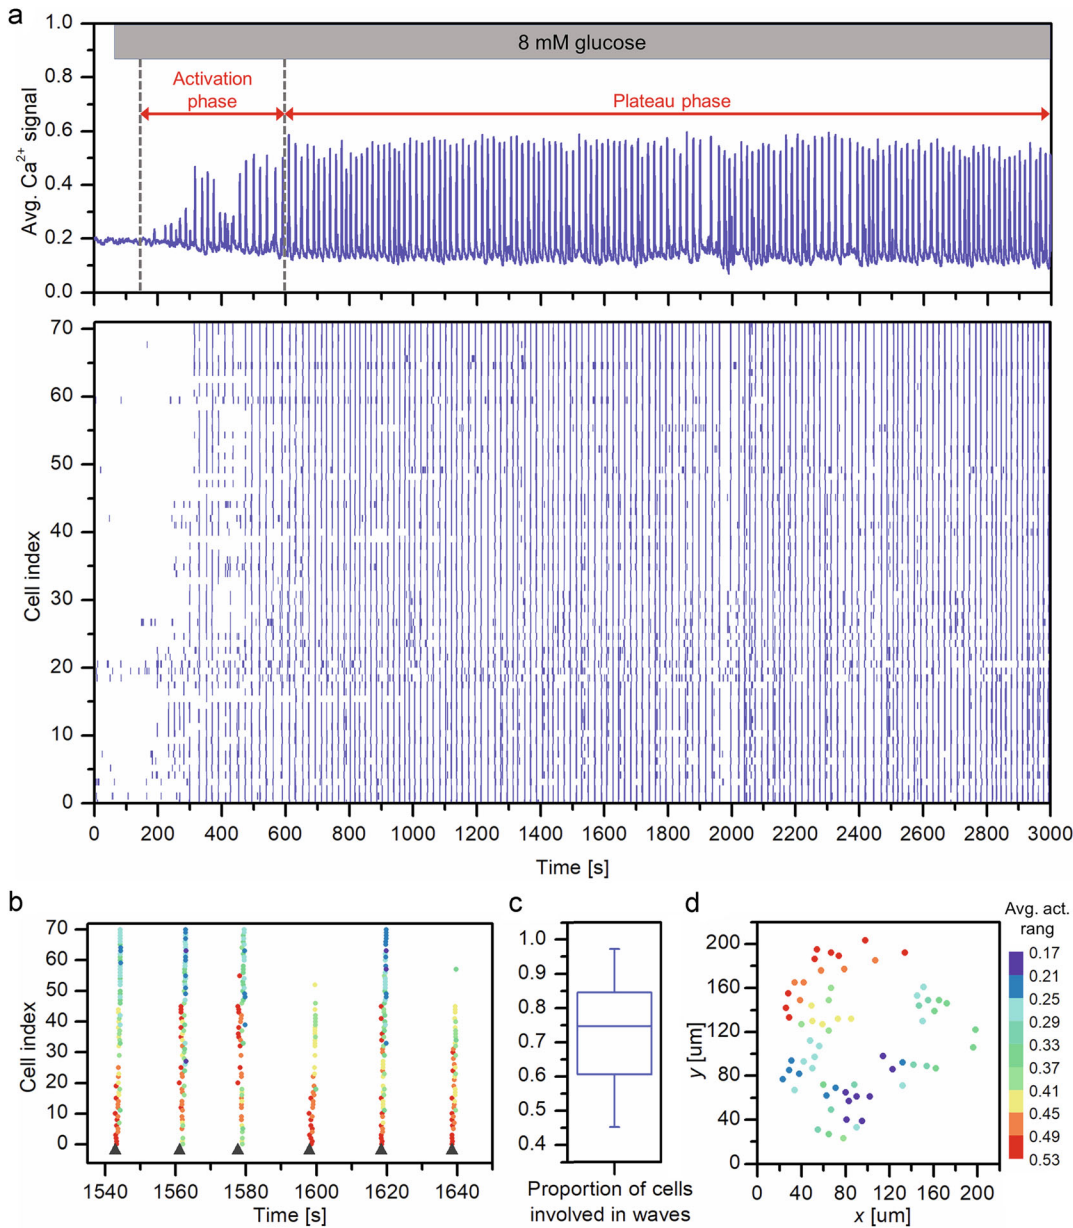 a
1.0
8 mM glucose
0.8
Activation
phase
Plateau phase
0.6
0.4
0.2
0.0
Avg. Ca²⁺ signal
70
60
50
40
30
20
10
0
Cell index
0 200 400 600 800 1000 1200 1400 1600 1800 2000 2200 2400 2600 2800 3000
Time [s]
b
70
60
50
40
30
20
10
0
Cell index
1540 1560 1580 1600 1620 1640
Time [s]
c
1.0
0.9
0.8
0.7
0.6
0.5
0.4
Proportion of cells
involved in waves
d
200
160
120
80
40
0
y [um]
0 40 80 120 160 200
x [um]
Avg. act.
rang
0.17
0.21
0.25
0.29
0.33
0.37
0.41
0.45
0.49
0.53